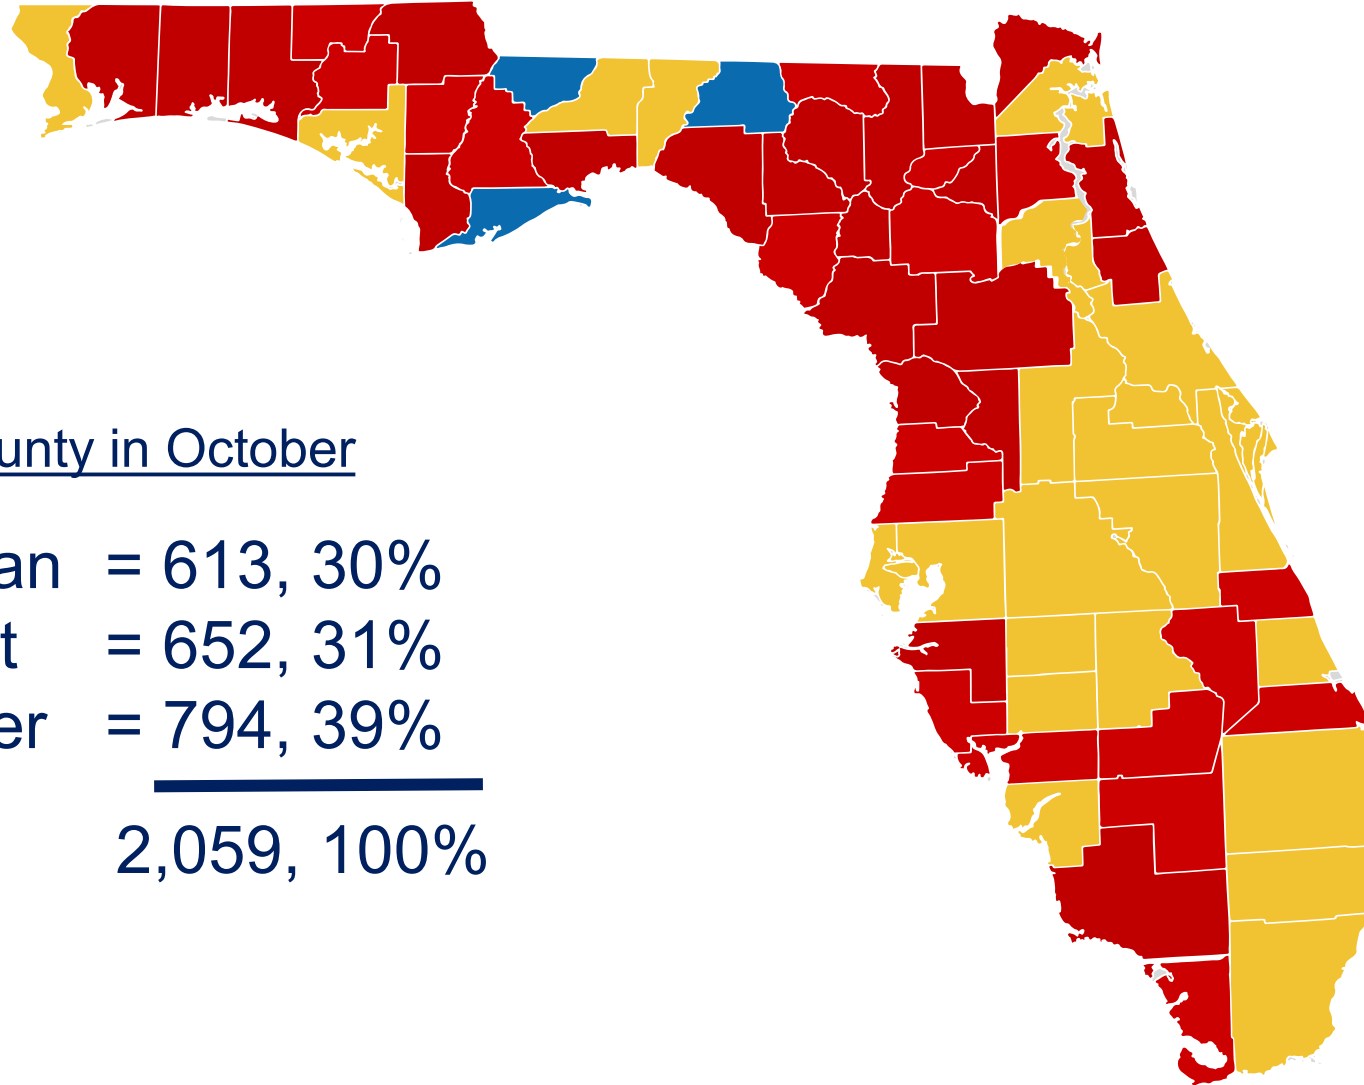 unty in October
an = 613, 30%
t = 652, 31%
er = 794, 39%
2,059, 100%